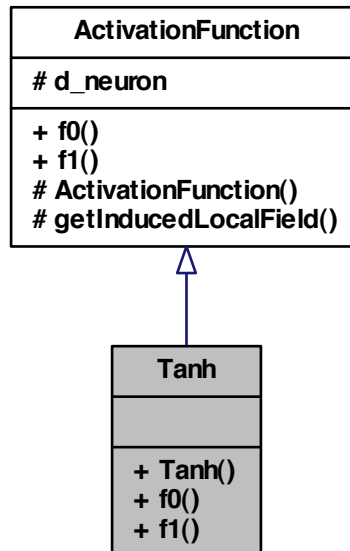 ActivationFunction
# d_neuron
+ f0()
+ f1()
# ActivationFunction()
# getInducedLocalField()
Tanh
+ Tanh()
+ f0()
+ f1()